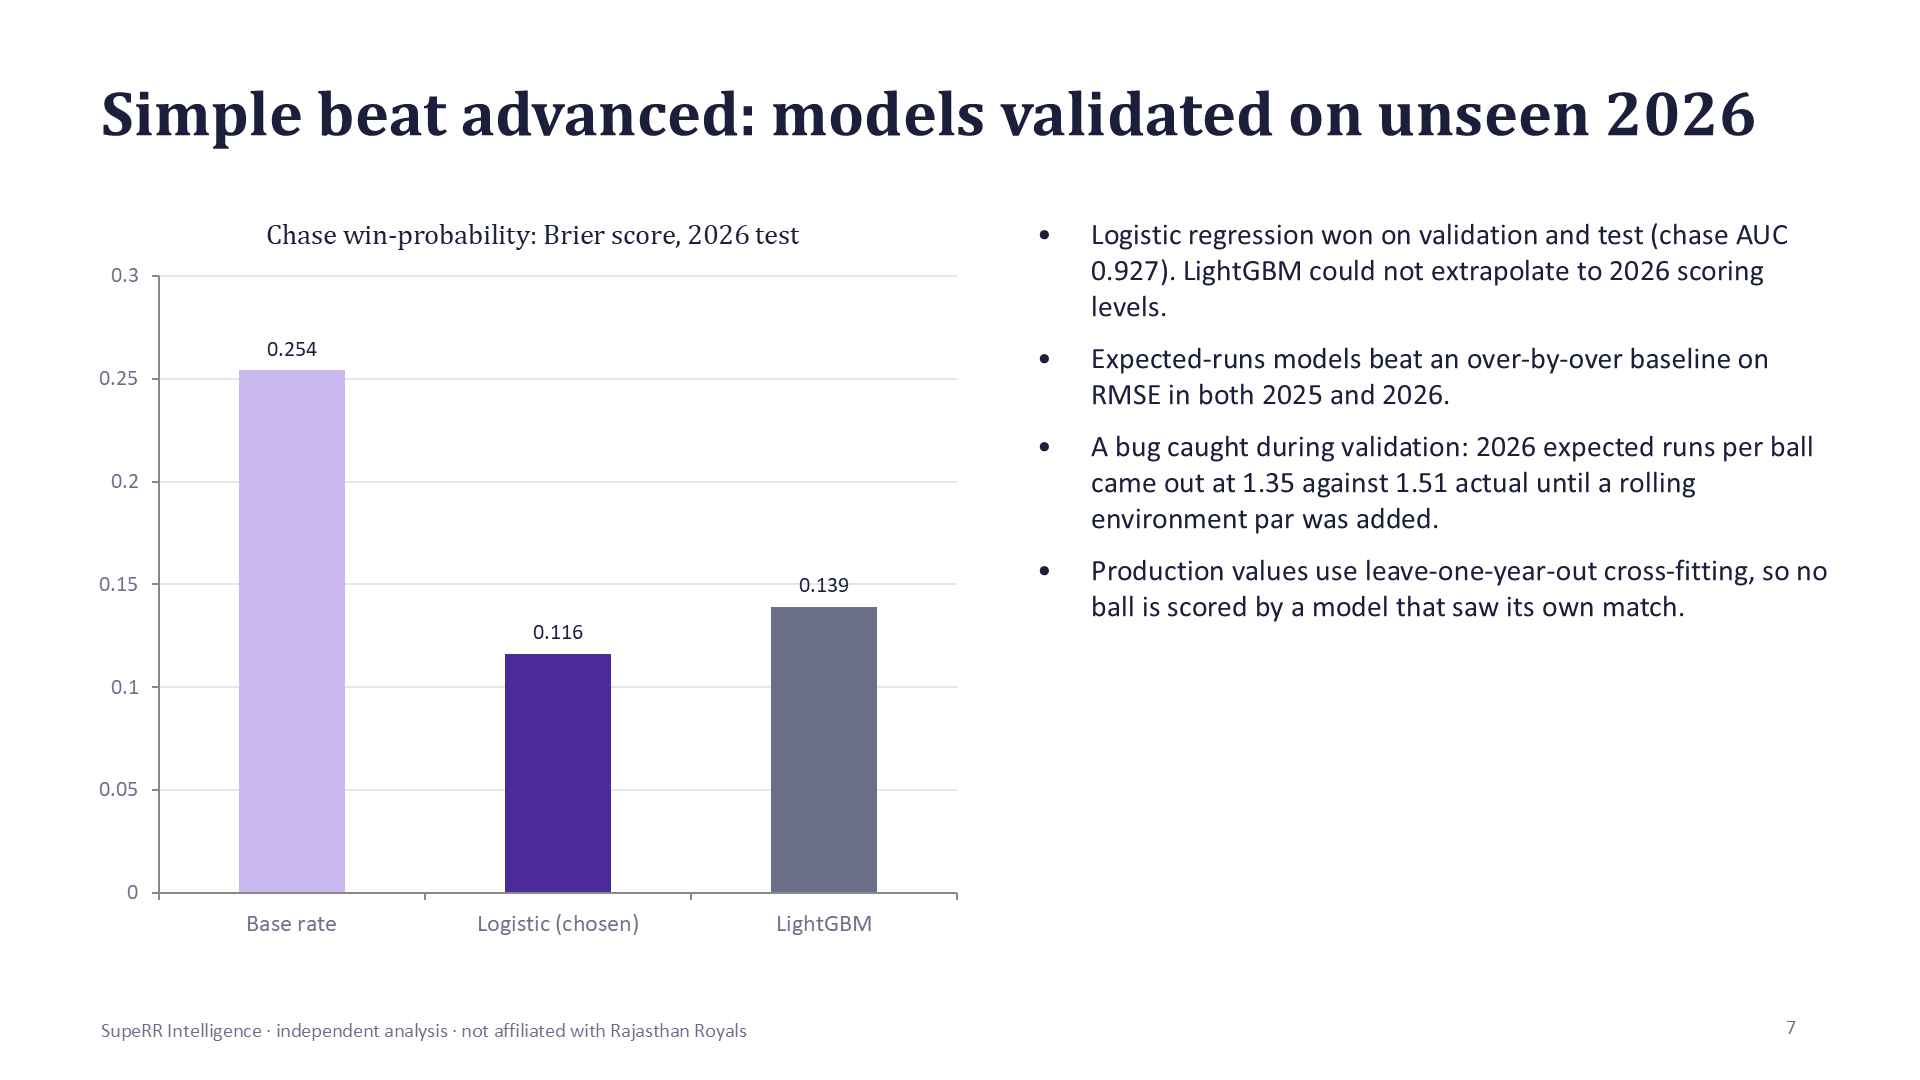 Simple beat advanced: models validated on unseen 2026
Chase win-probability: Brier score, 2026 test
0.3
0.25
0.2
0.15
0.1
0.05
0
0.254
0.116
0.139
Base rate
Logistic (chosen)
LightGBM
• Logistic regression won on validation and test (chase AUC
0.927). LightGBM could not extrapolate to 2026 scoring
levels.
• Expected-runs models beat an over-by-over baseline on
RMSE in both 2025 and 2026.
• A bug caught during validation: 2026 expected runs per ball
came out at 1.35 against 1.51 actual until a rolling
environment par was added.
• Production values use leave-one-year-out cross-fitting, so no
ball is scored by a model that saw its own match.
SupeRR Intelligence · independent analysis · not affiliated with Rajasthan Royals
7